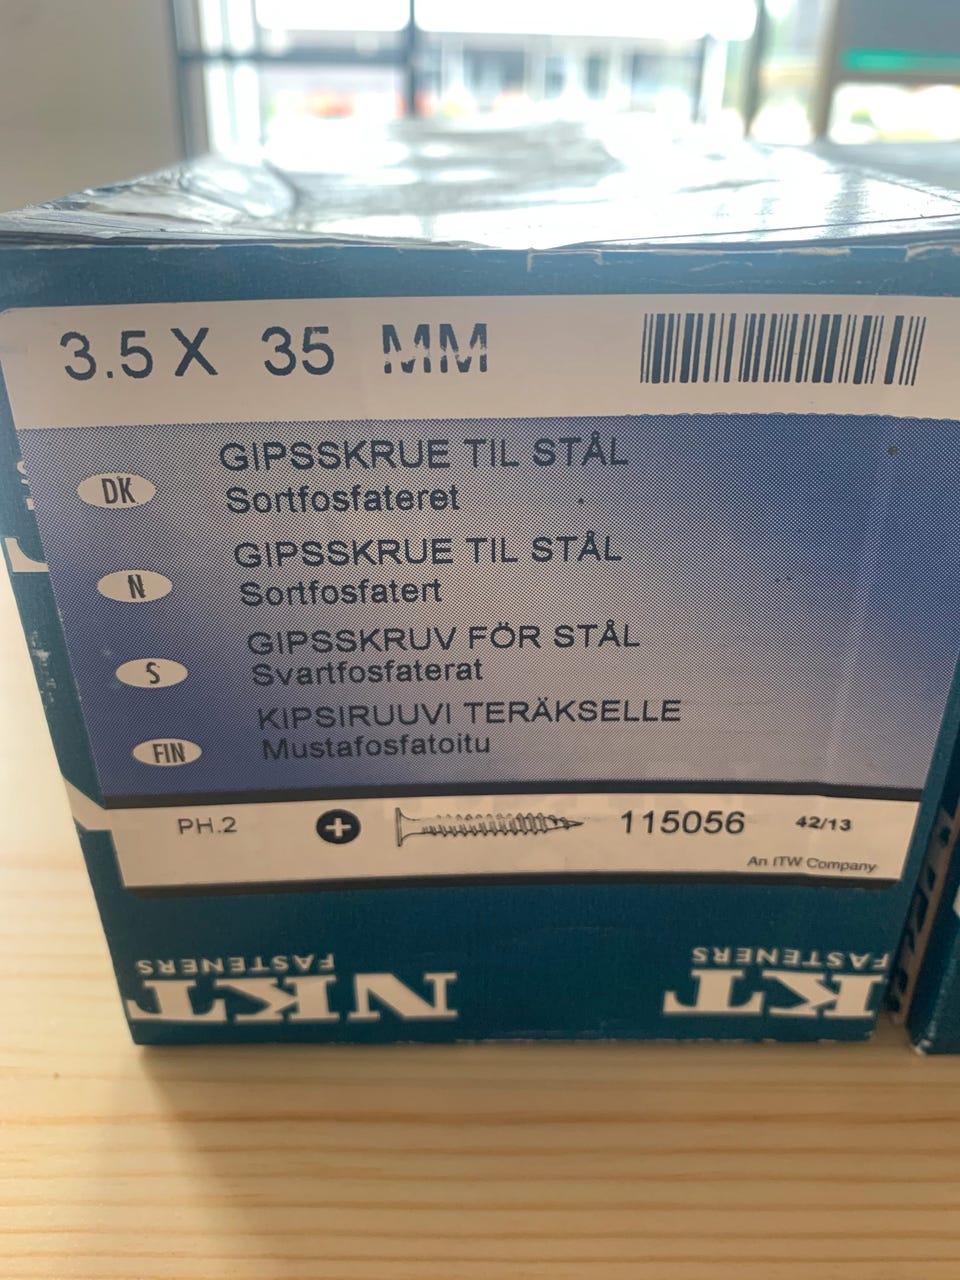 3.5 X 35 MM
DK
GIPSSKRUE TIL STÅL
Sortfosfateret
N
GIPSSKRUE TIL STÅL
Sortfosfatert
S
GIPSSKRUV FÖR STÅL
Svartfosfaterat
FIN
KIPSIRUUVI TERÄKSELLE
Mustafosfatoitu
PH.2 115056 42/13
An ITW Company
NKT
FASTENERS
KT
FASTENERS